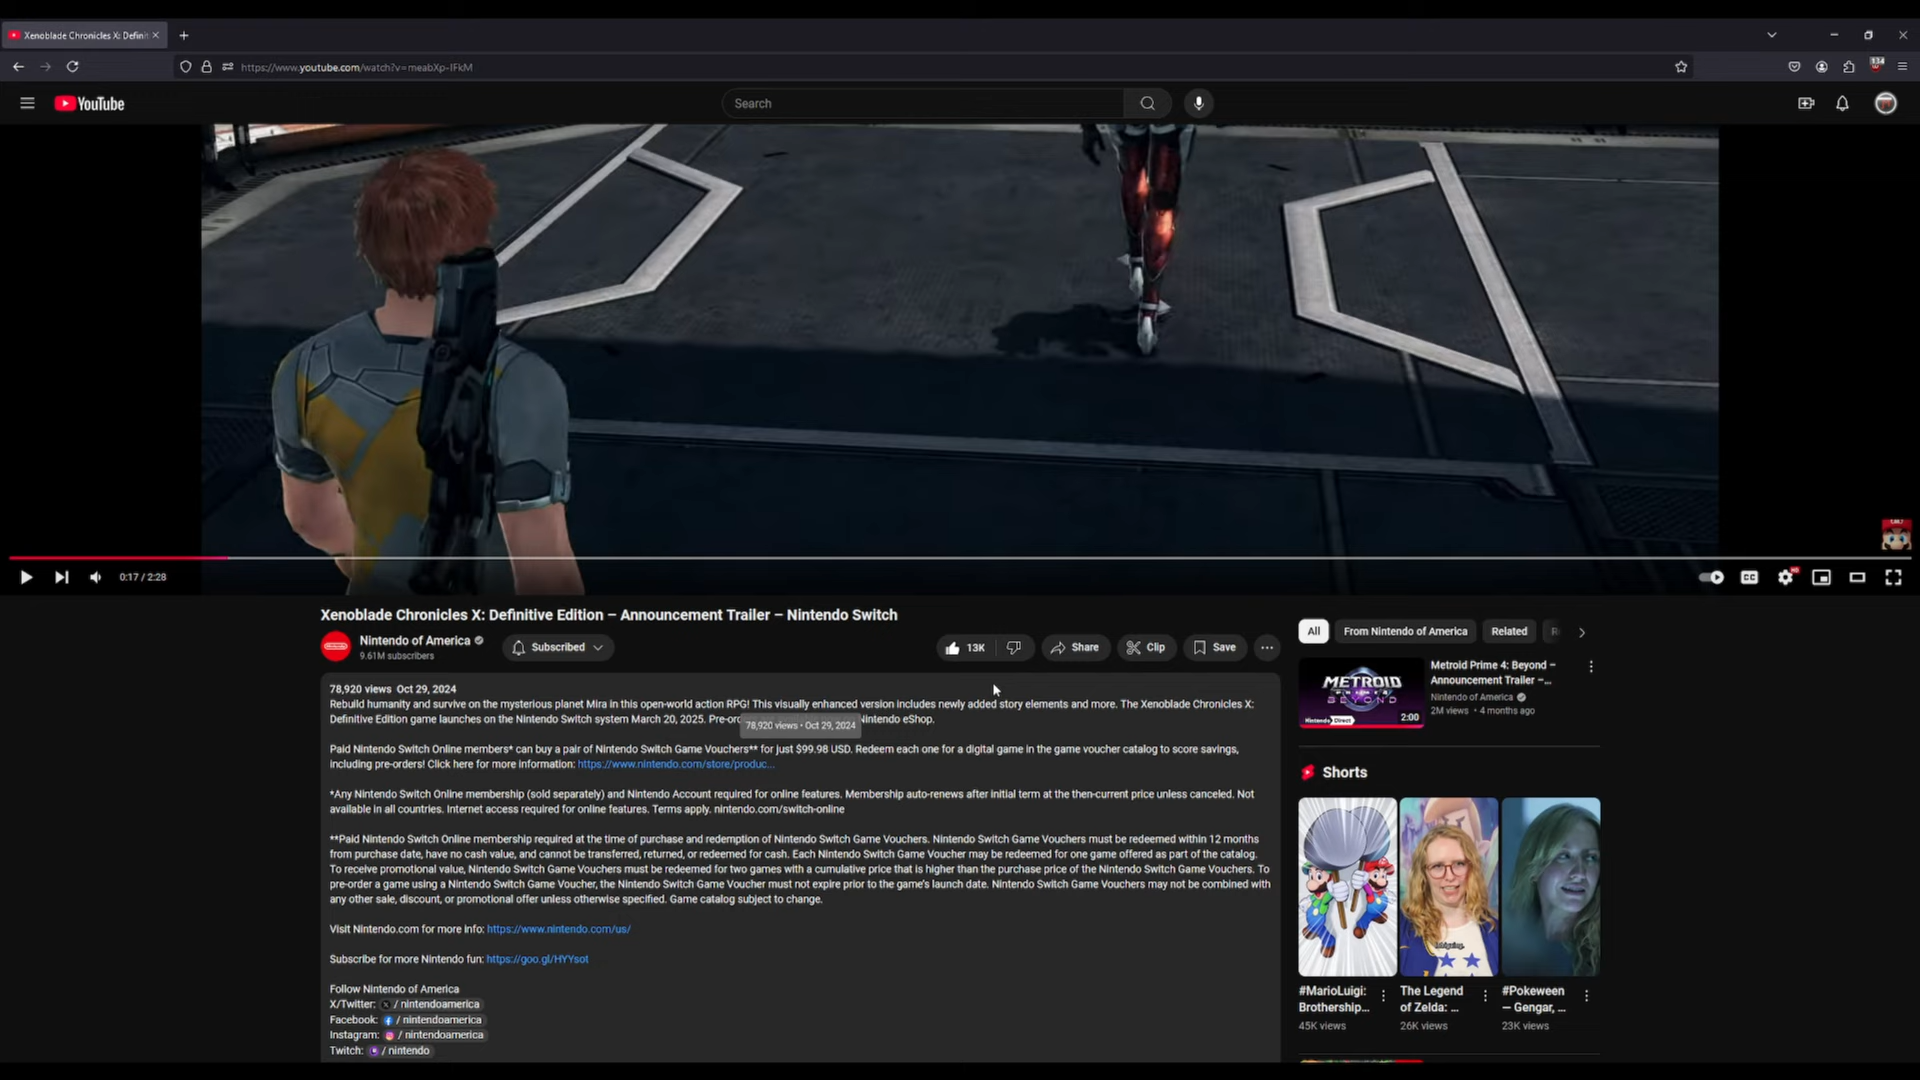 Xenoblade Chronicles X: Defini
https://www.youtube.com/watch?v=meabXp-IFkM
134
YouTube
Search
0:17 / 2:28
CC
HD
Xenoblade Chronicles X: Definitive Edition – Announcement Trailer – Nintendo Switch
Nintendo of America
9.61M subscribers
Subscribed
13K
Share
Clip
Save
78,920 views Oct 29, 2024
Rebuild humanity and survive on the mysterious planet Mira in this open-world action RPG! This visually enhanced version includes newly added story elements and more. The Xenoblade Chronicles X:
Definitive Edition game launches on the Nintendo Switch system March 20, 2025. Pre-or Nintendo eShop.
78,920 views • Oct 29, 2024
Paid Nintendo Switch Online members* can buy a pair of Nintendo Switch Game Vouchers** for just $99.98 USD. Redeem each one for a digital game in the game voucher catalog to score savings,
including pre-orders! Click here for more information: https://www.nintendo.com/store/produc...
*Any Nintendo Switch Online membership (sold separately) and Nintendo Account required for online features. Membership auto-renews after initial term at the then-current price unless canceled. Not
available in all countries. Internet access required for online features. Terms apply. nintendo.com/switch-online
**Paid Nintendo Switch Online membership required at the time of purchase and redemption of Nintendo Switch Game Vouchers. Nintendo Switch Game Vouchers must be redeemed within 12 months
from purchase date, have no cash value, and cannot be transferred, returned, or redeemed for cash. Each Nintendo Switch Game Voucher may be redeemed for one game offered as part of the catalog.
To receive promotional value, Nintendo Switch Game Vouchers must be redeemed for two games with a cumulative price that is higher than the purchase price of the Nintendo Switch Game Vouchers. To
pre-order a game using a Nintendo Switch Game Voucher, the Nintendo Switch Game Voucher must not expire prior to the game's launch date. Nintendo Switch Game Vouchers may not be combined with
any other sale, discount, or promotional offer unless otherwise specified. Game catalog subject to change.
Visit Nintendo.com for more info: https://www.nintendo.com/us/
Subscribe for more Nintendo fun: https://goo.gl/HYYsot
Follow Nintendo of America
X/Twitter: / nintendoamerica
Facebook: / nintendoamerica
Instagram: / nintendoamerica
Twitch: / nintendo
All
From Nintendo of America
Related
METROID
BEYOND
Nintendo Direct
2:00
Metroid Prime 4: Beyond –
Announcement Trailer –...
Nintendo of America
2M views • 4 months ago
Shorts
#MarioLuigi:
Brothership...
45K views
The Legend
of Zelda: ...
26K views
#Pokeween
— Gengar, ...
23K views